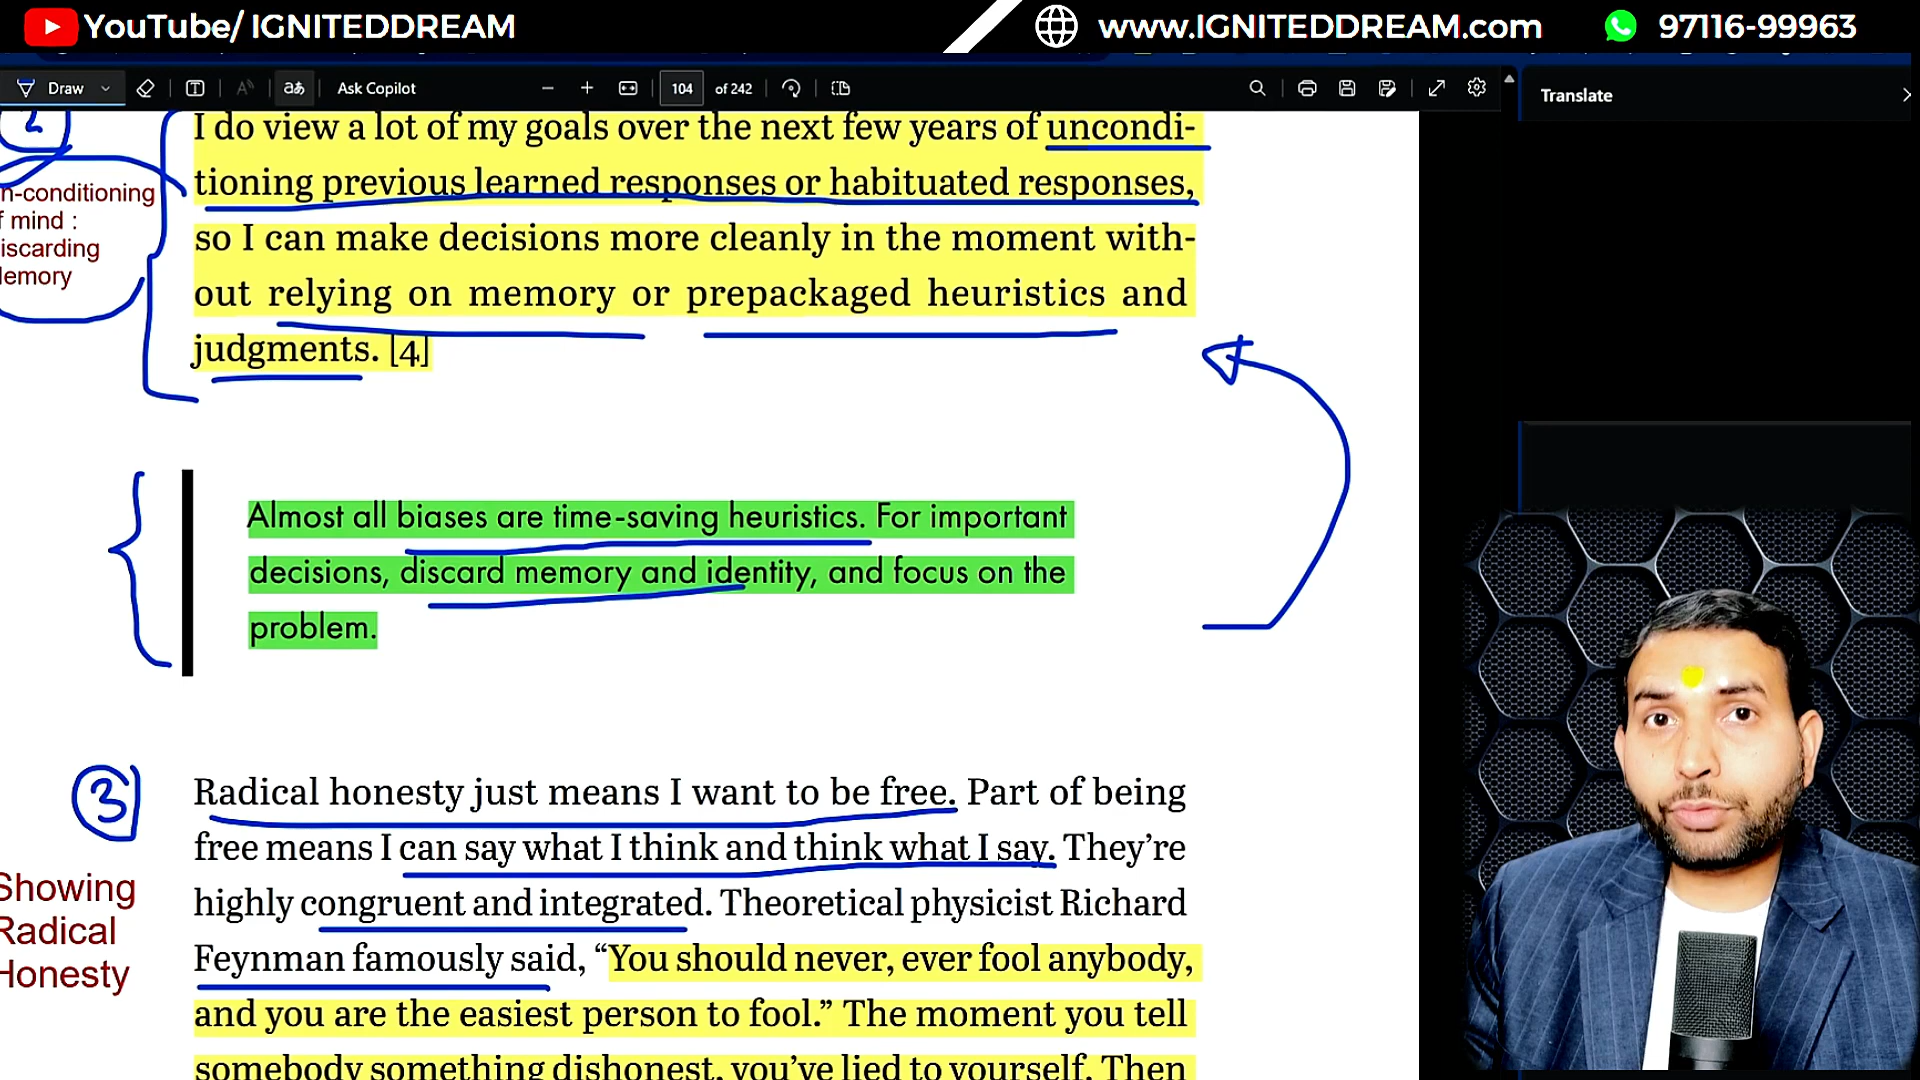 YouTube/ IGNITEDDREAM
www.IGNITEDDREAM.com
97116-99963
Draw
Ask Copilot
104 of 242
Translate
2
n-conditioning
f mind :
iscarding
emory
I do view a lot of my goals over the next few years of uncondi-
tioning previous learned responses or habituated responses,
so I can make decisions more cleanly in the moment with-
out relying on memory or prepackaged heuristics and
judgments. [4]
Almost all biases are time-saving heuristics. For important
decisions, discard memory and identity, and focus on the
problem.
3
Showing
Radical
Honesty
Radical honesty just means I want to be free. Part of being
free means I can say what I think and think what I say. They’re
highly congruent and integrated. Theoretical physicist Richard
Feynman famously said, “You should never, ever fool anybody,
and you are the easiest person to fool.” The moment you tell
somebody something dishonest, you’ve lied to yourself. Then